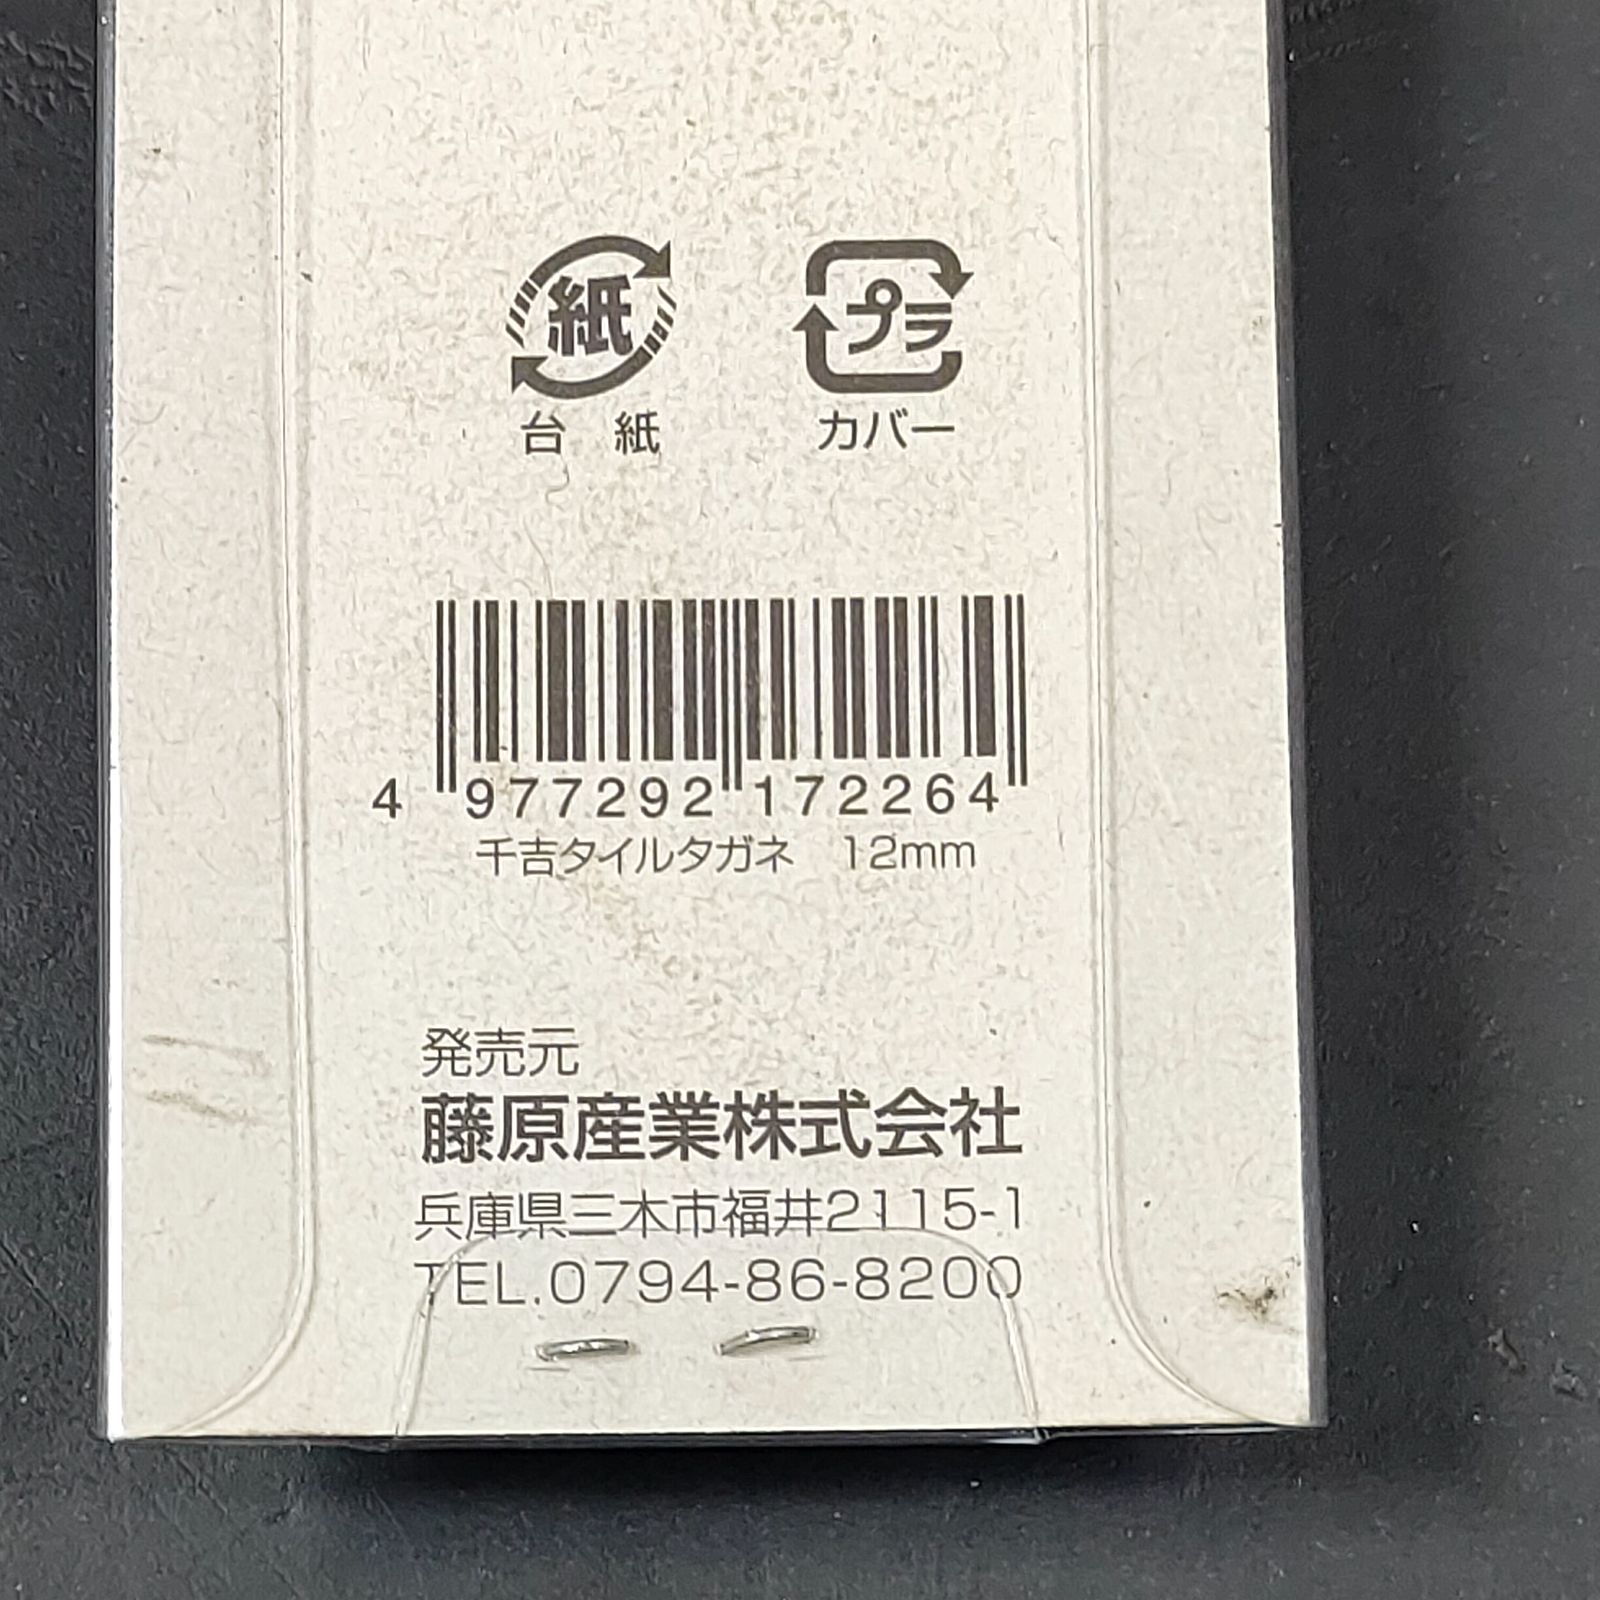 紙 プラ
台 紙 カバー
4 977292 172264
千吉タイルタガネ 12mm
発売元
藤原産業株式会社
兵庫県三木市福井2115-1
TEL.0794-86-8200